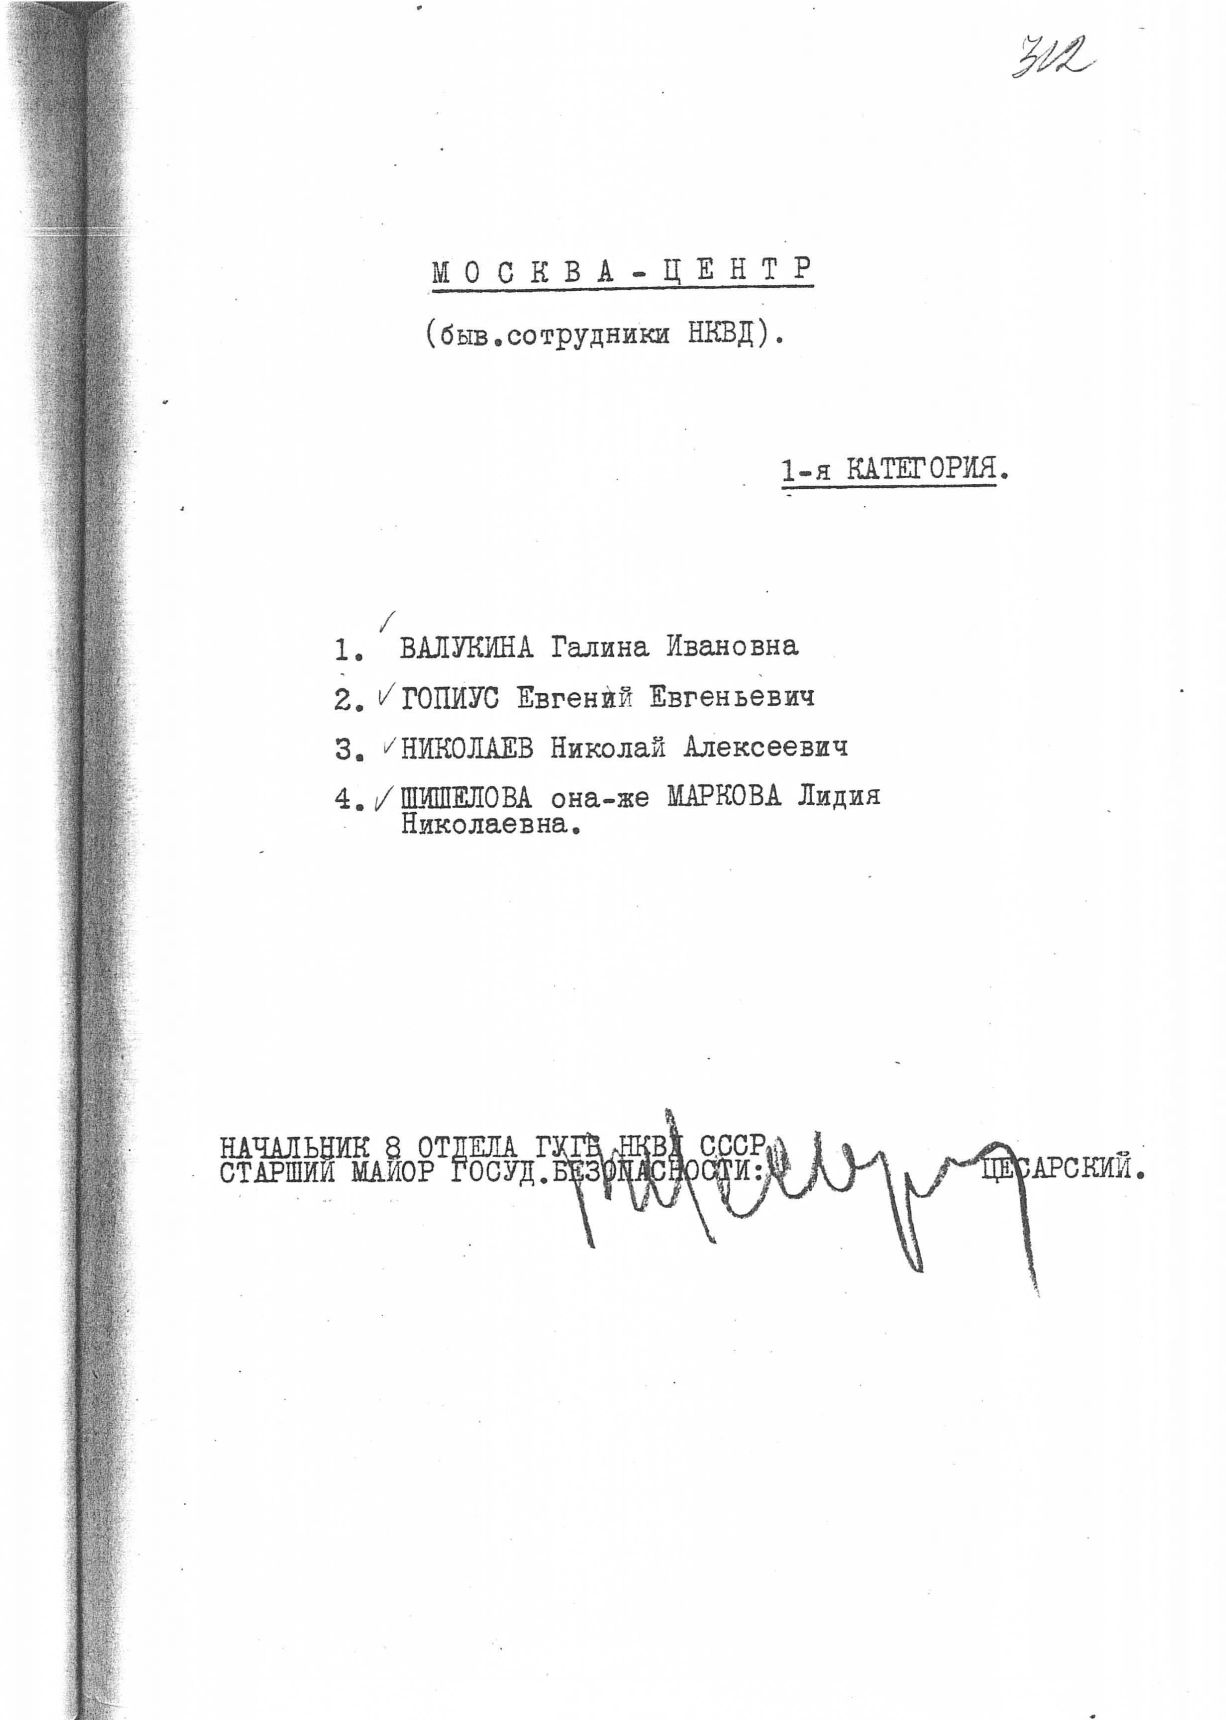 312
МОСКВА-ЦЕНТР
(быв.сотрудники НКВД).
1-я КАТЕГОРИЯ.
1. ВАЛУКИНА Галина Ивановна
2. ГОПИУС Евгений Евгеньевич
3. НИКОЛАЕВ Николай Алексеевич
4. ШИШЕЛОВА она-же МАРКОВА Лидия
Николаевна.
НАЧАЛЬНИК 8 ОТДЕЛА ГУГБ НКВД СССР
СТАРШИЙ МАЙОР ГОСУД.БЕЗОПАСНОСТИ: ЦЕСАРСКИЙ.